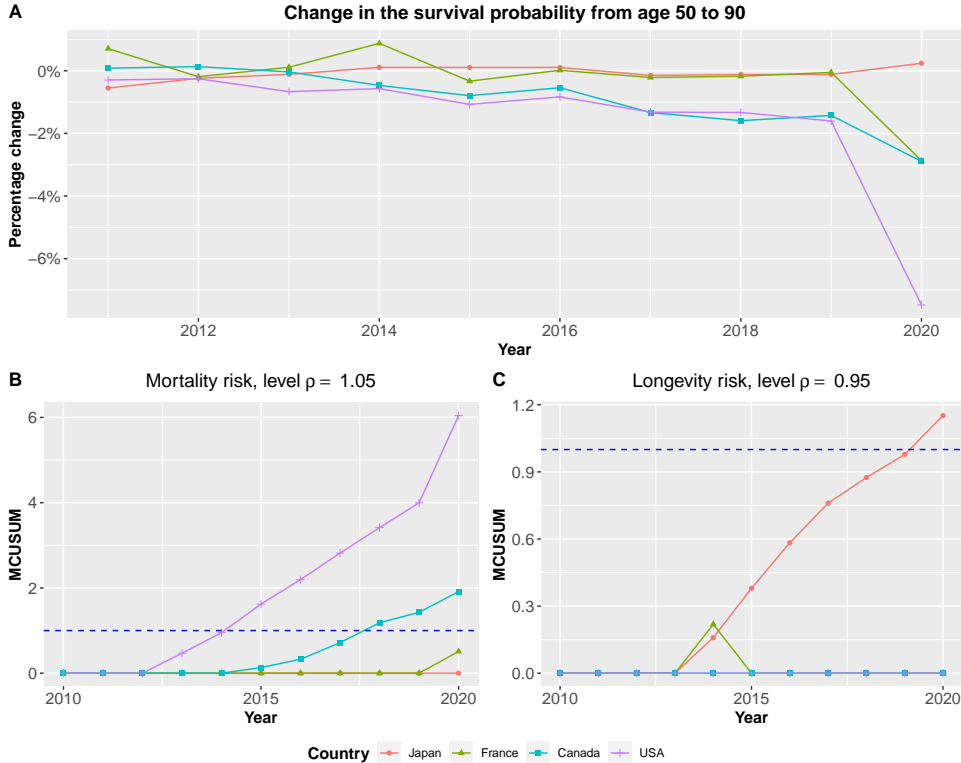 A
Change in the survival probability from age 50 to 90
Percentage change
0%
−2%
−4%
−6%
2012 2014 2016 2018 2020
Year
B
Mortality risk, level ρ = 1.05
MCUSUM
6
4
2
0
2010 2015 2020
Year
C
Longevity risk, level ρ = 0.95
MCUSUM
1.2
0.9
0.6
0.3
0.0
2010 2015 2020
Year
Country Japan France Canada USA